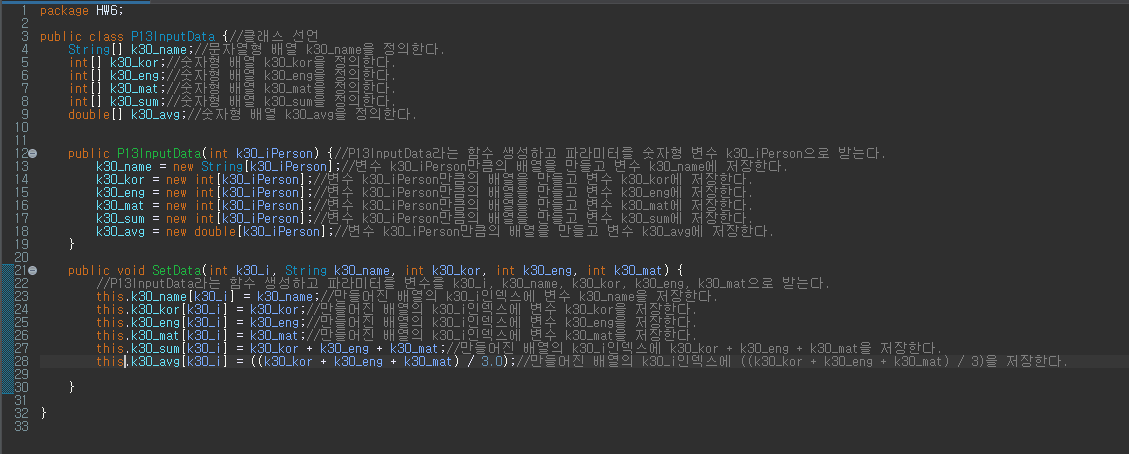 1 package HW6;
2
3 public class P13InputData {//클래스 선언
4 String[] k30_name;//문자열형 배열 k30_name을 정의한다.
5 int[] k30_kor;//숫자형 배열 k30_kor을 정의한다.
6 int[] k30_eng;//숫자형 배열 k30_eng을 정의한다.
7 int[] k30_mat;//숫자형 배열 k30_mat을 정의한다.
8 int[] k30_sum;//숫자형 배열 k30_sum을 정의한다.
9 double[] k30_avg;//숫자형 배열 k30_avg을 정의한다.
10
11
12 public P13InputData(int k30_iPerson) {//P13InputData라는 함수 생성하고 파라미터를 숫자형 변수 k30_iPerson으로 받는다.
13 k30_name = new String[k30_iPerson];//변수 k30_iPerson만큼의 배열을 만들고 변수 k30_name에 저장한다.
14 k30_kor = new int[k30_iPerson];//변수 k30_iPerson만큼의 배열을 만들고 변수 k30_kor에 저장한다.
15 k30_eng = new int[k30_iPerson];//변수 k30_iPerson만큼의 배열을 만들고 변수 k30_eng에 저장한다.
16 k30_mat = new int[k30_iPerson];//변수 k30_iPerson만큼의 배열을 만들고 변수 k30_mat에 저장한다.
17 k30_sum = new int[k30_iPerson];//변수 k30_iPerson만큼의 배열을 만들고 변수 k30_sum에 저장한다.
18 k30_avg = new double[k30_iPerson];//변수 k30_iPerson만큼의 배열을 만들고 변수 k30_avg에 저장한다.
19 }
20
21 public void SetData(int k30_i, String k30_name, int k30_kor, int k30_eng, int k30_mat) {
22 //P13InputData라는 함수 생성하고 파라미터를 변수을 k30_i, k30_name, k30_kor, k30_eng, k30_mat으로 받는다.
23 this.k30_name[k30_i] = k30_name;//만들어진 배열의 k30_i인덱스에 변수 k30_name을 저장한다.
24 this.k30_kor[k30_i] = k30_kor;//만들어진 배열의 k30_i인덱스에 변수 k30_kor을 저장한다.
25 this.k30_eng[k30_i] = k30_eng;//만들어진 배열의 k30_i인덱스에 변수 k30_eng을 저장한다.
26 this.k30_mat[k30_i] = k30_mat;//만들어진 배열의 k30_i인덱스에 변수 k30_mat을 저장한다.
27 this.k30_sum[k30_i] = k30_kor + k30_eng + k30_mat;//만들어진 배열의 k30_i인덱스에 k30_kor + k30_eng + k30_mat을 저장한다.
28 this.k30_avg[k30_i] = ((k30_kor + k30_eng + k30_mat) / 3.0);//만들어진 배열의 k30_i인덱스에 ((k30_kor + k30_eng + k30_mat) / 3)을 저장한다.
29
30 }
31
32 }
33